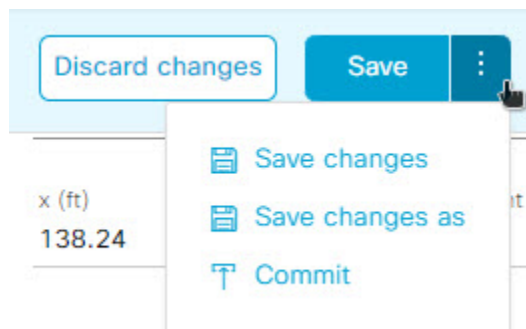 Discard changes
Save
Save changes
x (ft)
138.24
Save changes as
Commit